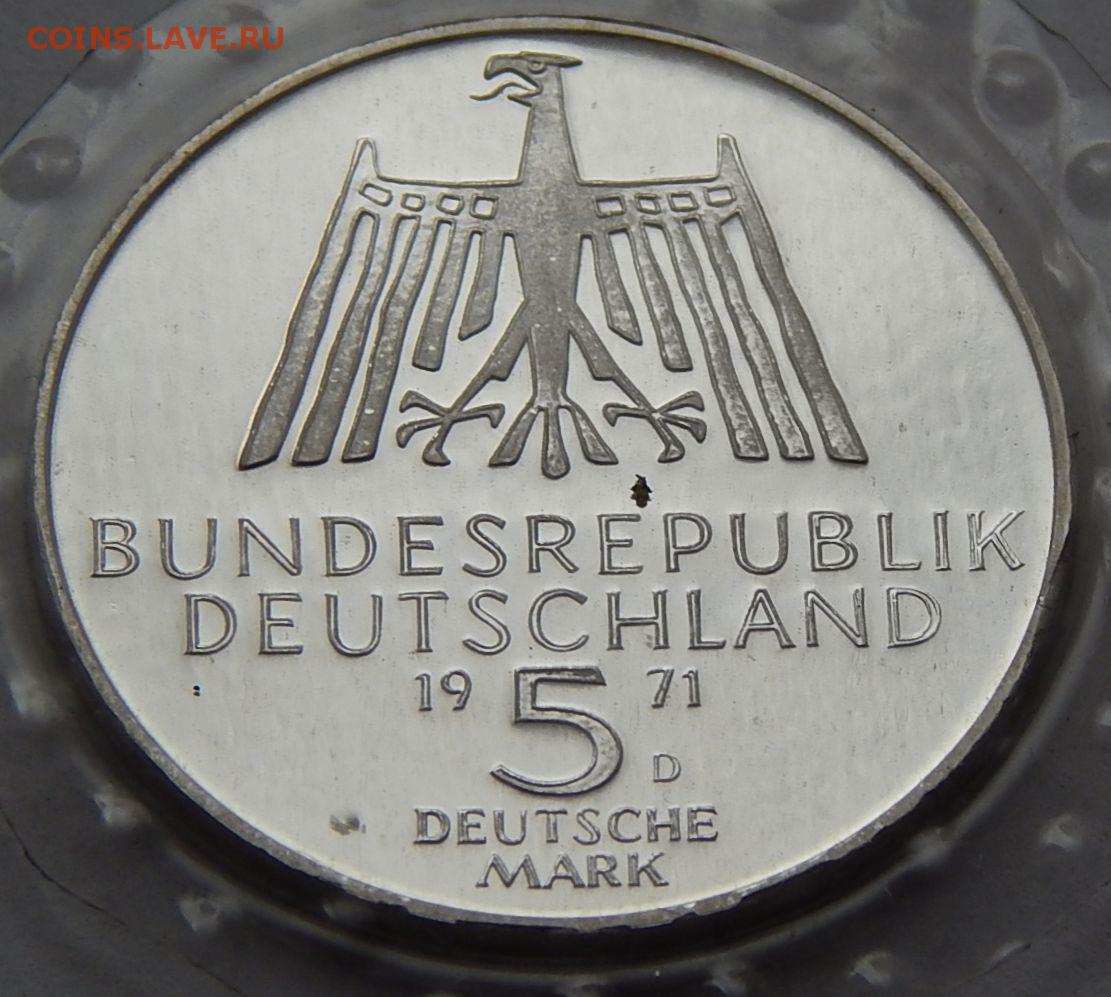 COINS.LAVE.RU
BUNDESREPUBLIK
DEUTSCHLAND
19 5 71
D
DEUTSCHE
MARK